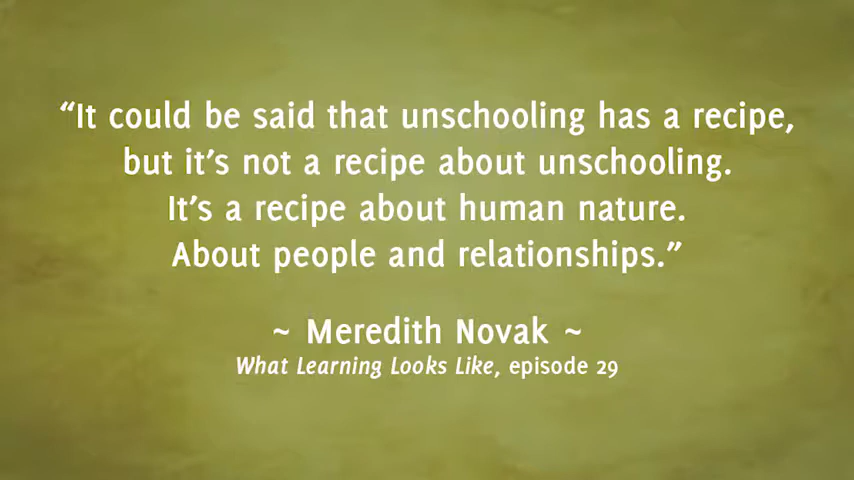 “It could be said that unschooling has a recipe,
but it’s not a recipe about unschooling.
It’s a recipe about human nature.
About people and relationships.”
~ Meredith Novak ~
What Learning Looks Like, episode 29